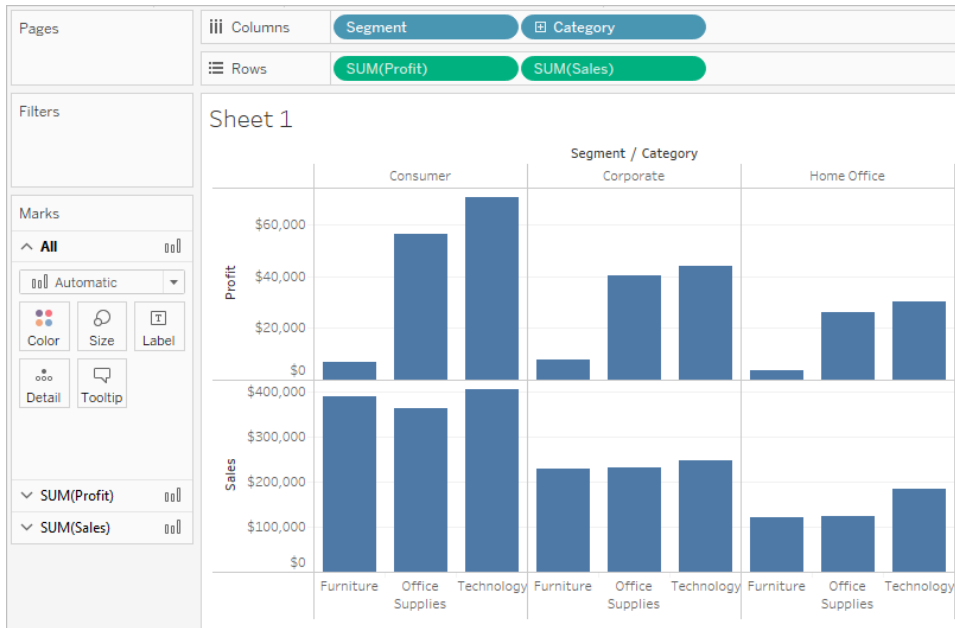 Pages
Columns
Segment
Category
Rows
SUM(Profit)
SUM(Sales)
Filters
Sheet 1
Segment / Category
Consumer
Corporate
Home Office
Marks
All
Automatic
Color
Size
Label
Detail
Tooltip
SUM(Profit)
SUM(Sales)
Profit
$60,000
$40,000
$20,000
$0
Sales
$400,000
$300,000
$200,000
$100,000
$0
Furniture
Office
Supplies
Technology
Furniture
Office
Supplies
Technology
Furniture
Office
Supplies
Technology